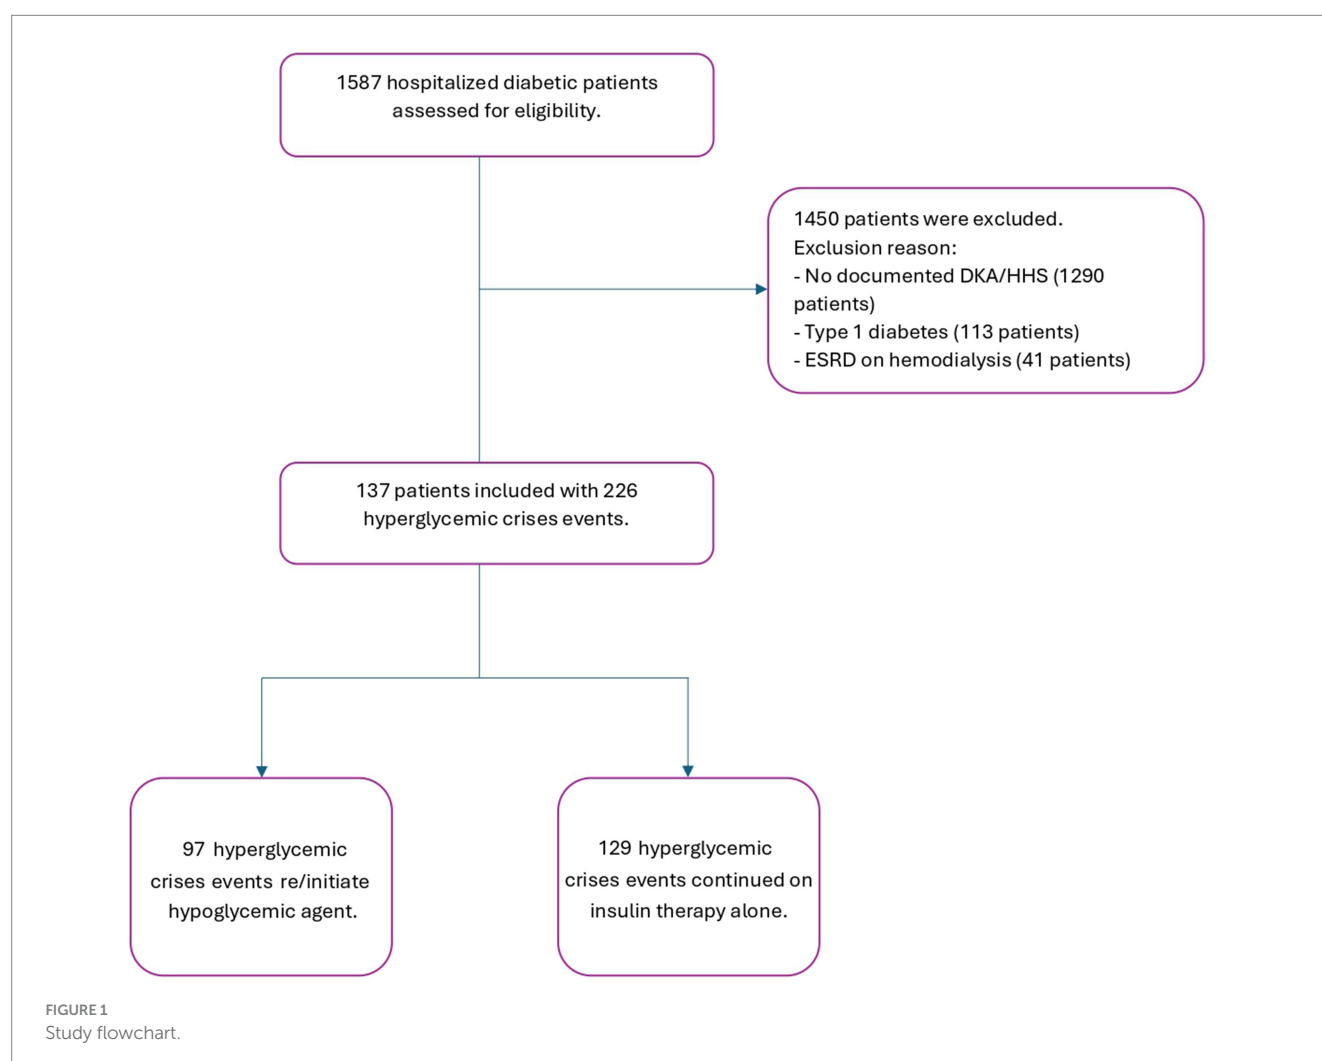 1587 hospitalized diabetic patients
assessed for eligibility.
1450 patients were excluded.
Exclusion reason:
- No documented DKA/HHS (1290
patients)
- Type 1 diabetes (113 patients)
- ESRD on hemodialysis (41 patients)
137 patients included with 226
hyperglycemic crises events.
97 hyperglycemic
crises events re/initiate
hypoglycemic agent.
129 hyperglycemic
crises events continued on
insulin therapy alone.
FIGURE 1
Study flowchart.